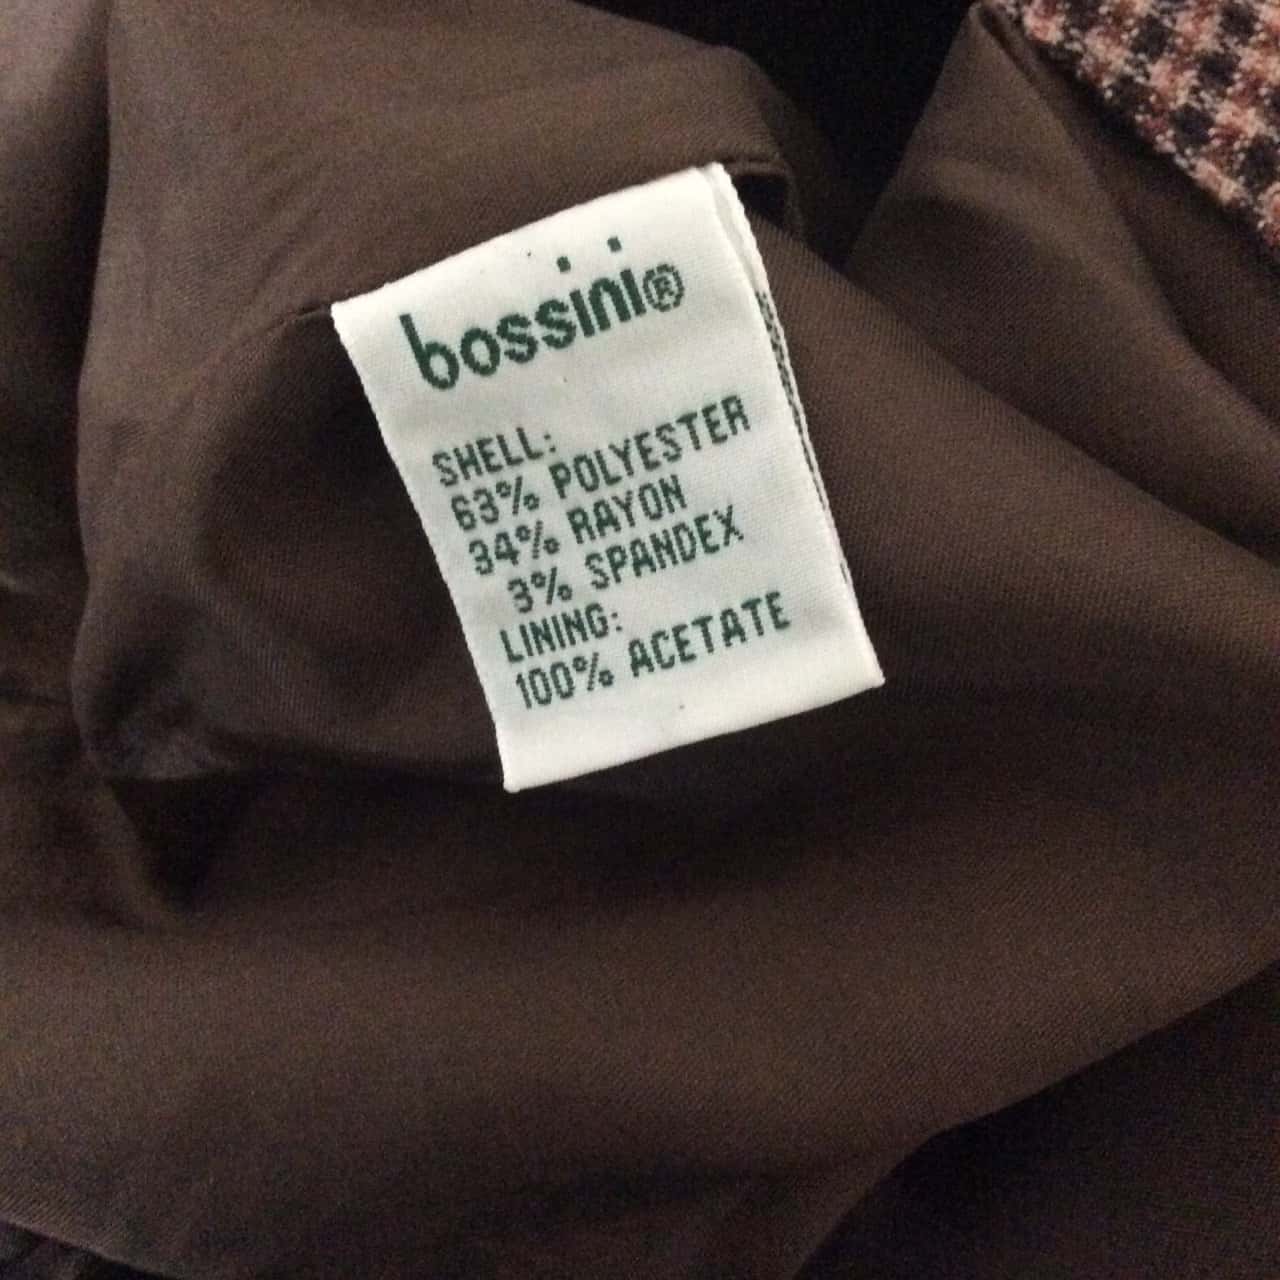 bossini®
SHELL:
63% POLYESTER
34% RAYON
3% SPANDEX
LINING:
100% ACETATE